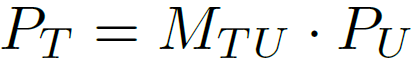 P_T = M_{TU} · P_U